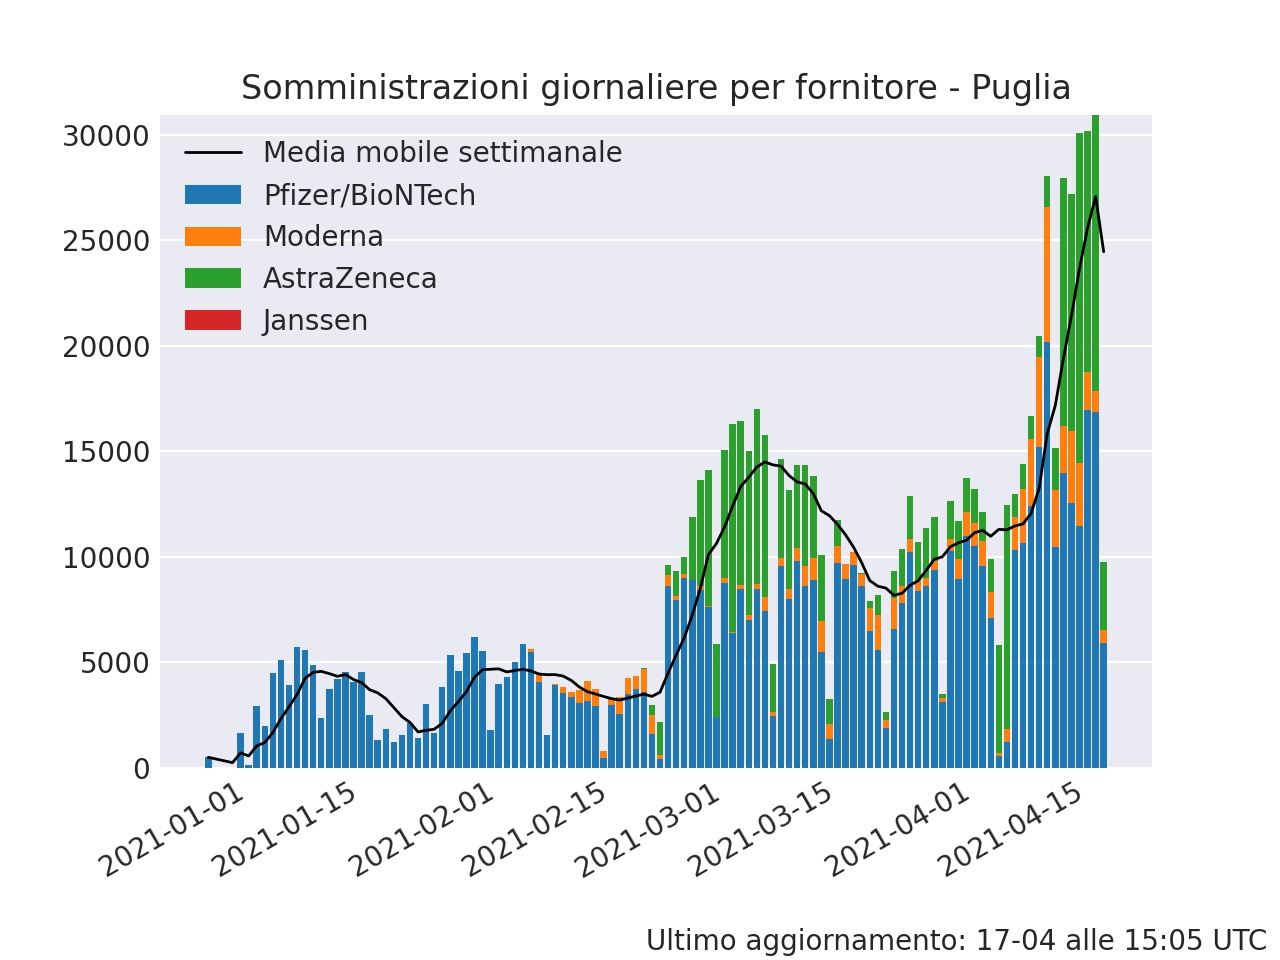 Somministrazioni giornaliere per fornitore - Puglia
30000
25000
20000
15000
10000
5000
0
Media mobile settimanale
Pfizer/BioNTech
Moderna
AstraZeneca
Janssen
2021-01-01
2021-01-15
2021-02-01
2021-02-15
2021-03-01
2021-03-15
2021-04-01
2021-04-15
Ultimo aggiornamento: 17-04 alle 15:05 UTC